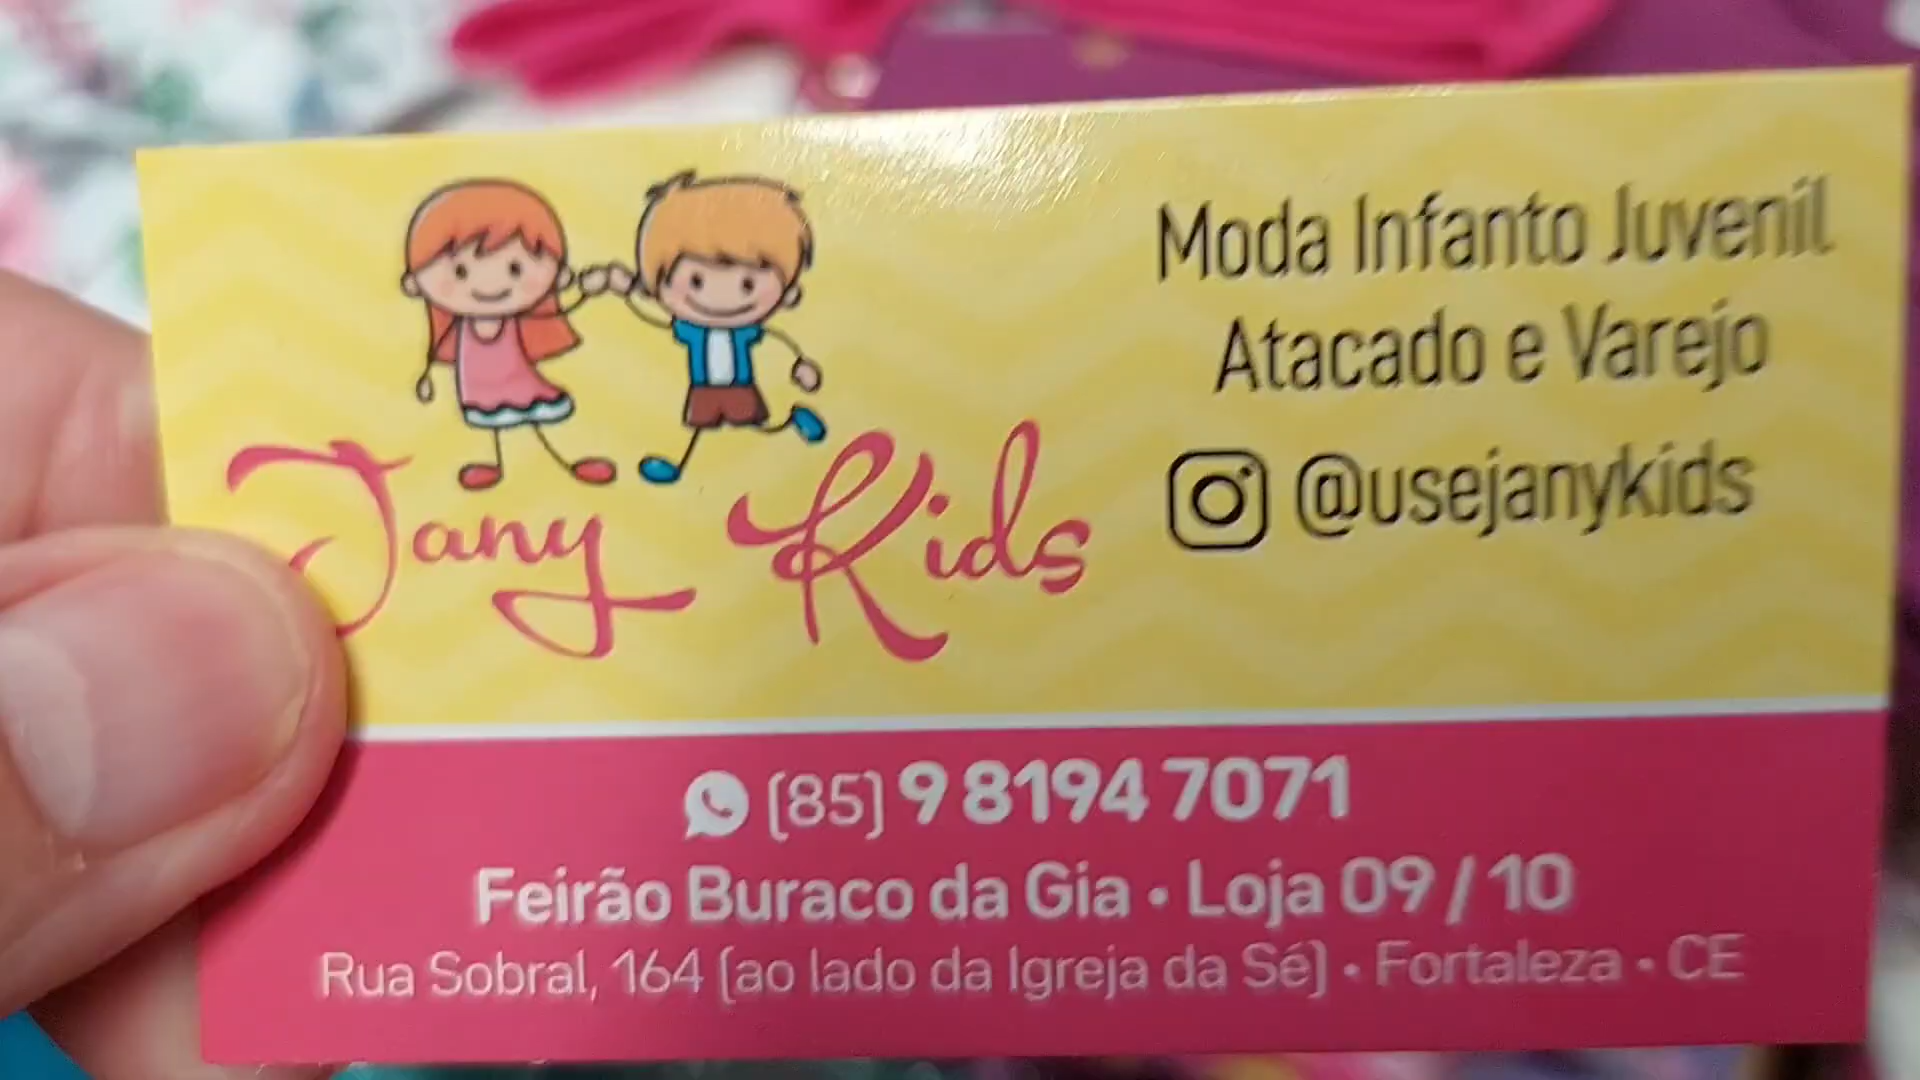 Jany Kids
Moda Infanto Juvenil
Atacado e Varejo
@usejanykids
(85) 9 8194 7071
Feirão Buraco da Gia • Loja 09 / 10
Rua Sobral, 164 (ao lado da Igreja da Sé) • Fortaleza • CE